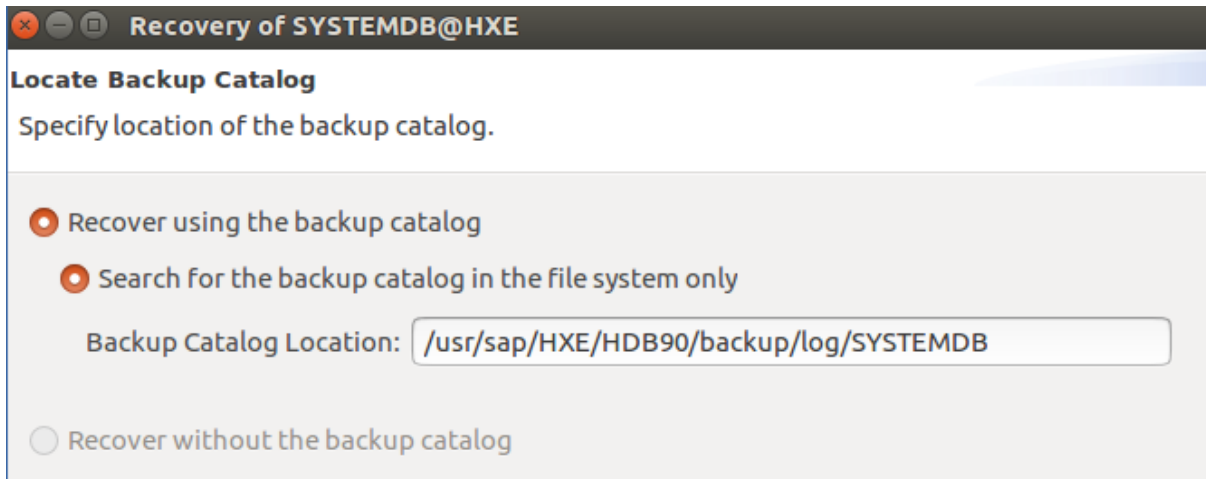 Recovery of SYSTEMDB@HXE
Locate Backup Catalog
Specify location of the backup catalog.
Recover using the backup catalog
Search for the backup catalog in the file system only
Backup Catalog Location: /usr/sap/HXE/HDB90/backup/log/SYSTEMDB
Recover without the backup catalog